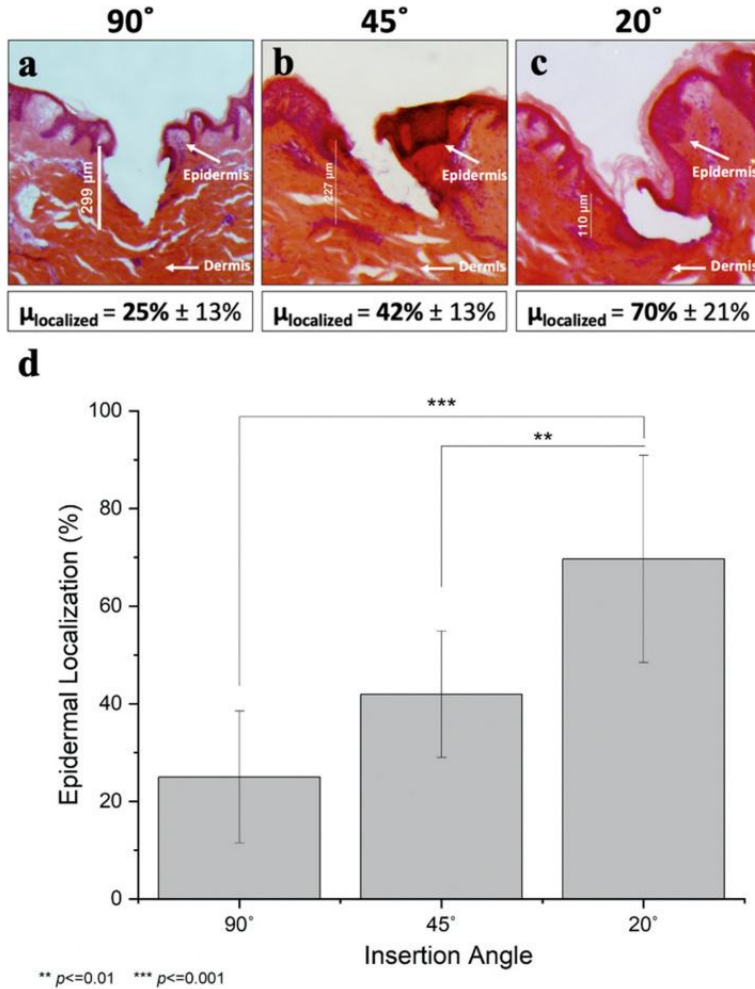 90˚ 45˚ 20˚
a b c
299 µm 227 µm 110 µm
Epidermis Epidermis Epidermis
Dermis Dermis Dermis
µlocalized = 25% ± 13% µlocalized = 42% ± 13% µlocalized = 70% ± 21%
d
100
***
**
80
60
40
20
0
Epidermal Localization (%)
90˚ 45˚ 20˚
Insertion Angle
** p<=0.01 *** p<=0.001